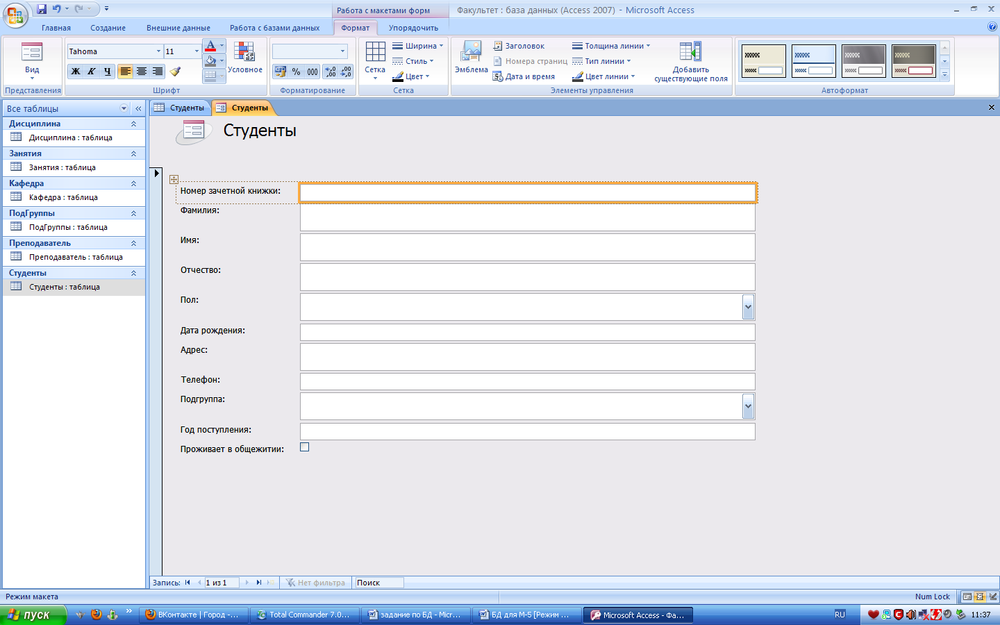 Работа с макетами форм
Факультет : база данных (Access 2007) - Microsoft Access
Главная
Создание
Внешние данные
Работа с базами данных
Формат
Упорядочить
Вид
Представления
Tahoma
11
Ж К Ч
Условное
Шрифт
% 000
Форматирование
Сетка
Ширина
Стиль
Цвет
Сетка
Эмблема
Заголовок
Номера страниц
Дата и время
Толщина линии
Тип линии
Цвет линии
Добавить
существующие поля
Элементы управления
Автоформат
Все таблицы
Дисциплина
Дисциплина : таблица
Занятия
Занятия : таблица
Кафедра
Кафедра : таблица
ПодГруппы
ПодГруппы : таблица
Преподаватель
Преподаватель : таблица
Студенты
Студенты : таблица
Студенты
Студенты
Студенты
Номер зачетной книжки:
Фамилия:
Имя:
Отчество:
Пол:
Дата рождения:
Адрес:
Телефон:
Подгруппа:
Год поступления:
Проживает в общежитии:
Запись:
1 из 1
Нет фильтра
Поиск
Режим макета
Num Lock
пуск
ВКонтакте | Город -...
Total Commander 7.0...
задание по БД - Micr...
БД для М-5 [Режим ...
Microsoft Access - Фа...
RU
11:37